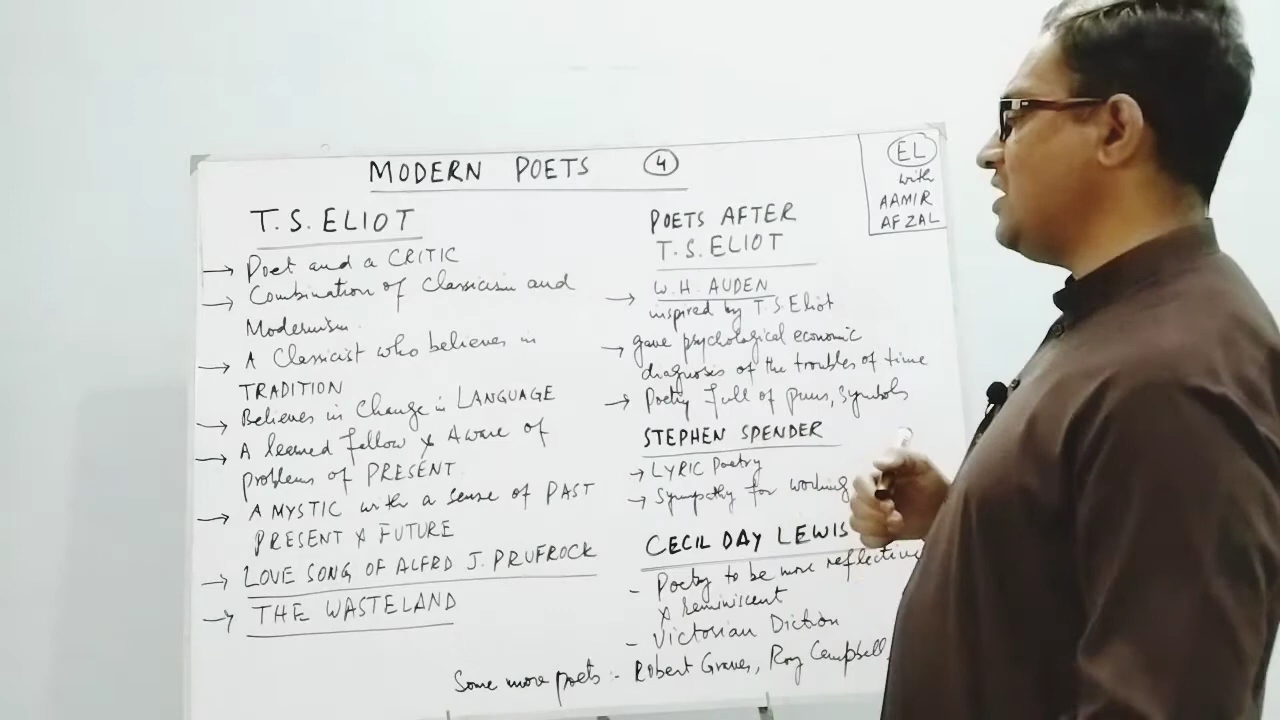 MODERN POETS 4
EL
with
AAMIR
AFZAL
T.S. ELIOT
→ Poet and a CRITIC
→ Combination of Classicism and
Modernism.
→ A Classicist who believes in
TRADITION
→ Believes in Change in LANGUAGE
→ A learned fellow & Aware of
problems of PRESENT
→ A MYSTIC with a sense of PAST
PRESENT & FUTURE
→ LOVE SONG OF ALFRD J. PRUFROCK
→ THE WASTELAND
POETS AFTER
T.S. ELIOT
→ W.H. AUDEN
inspired by T.S. Eliot
→ gave psychological economic
diagnosis of the troubles of time
→ Poetry full of puns, Symbols
STEPHEN SPENDER
→ LYRIC Poetry
→ Sympathy for working
CECIL DAY LEWIS
- Poetry to be more reflective
& reminiscent
- Victorian Diction
Some more poets :- Robert Graves, Roy Campbell,